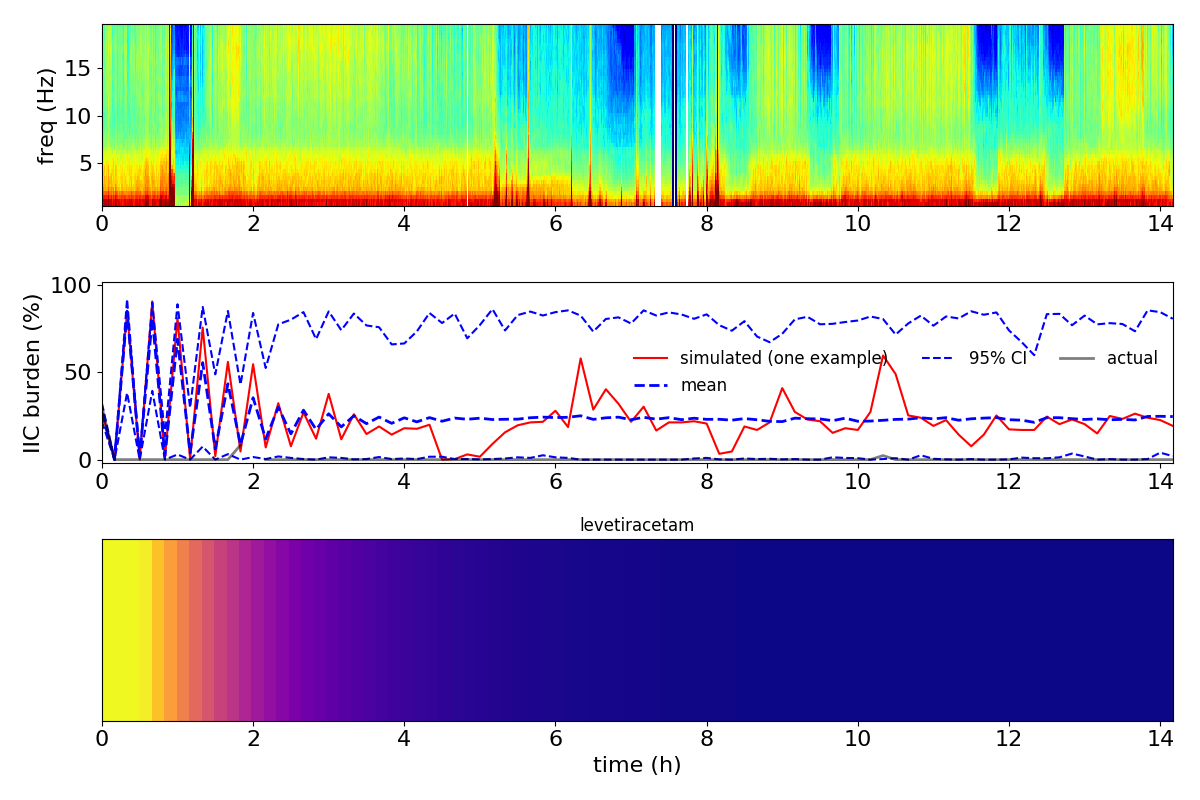 freq (Hz)
15
10
5
0 2 4 6 8 10 12 14
IIC burden (%)
100
50
0
simulated (one example) 95% CI actual
mean
0 2 4 6 8 10 12 14
levetiracetam
0 2 4 6 8 10 12 14
time (h)